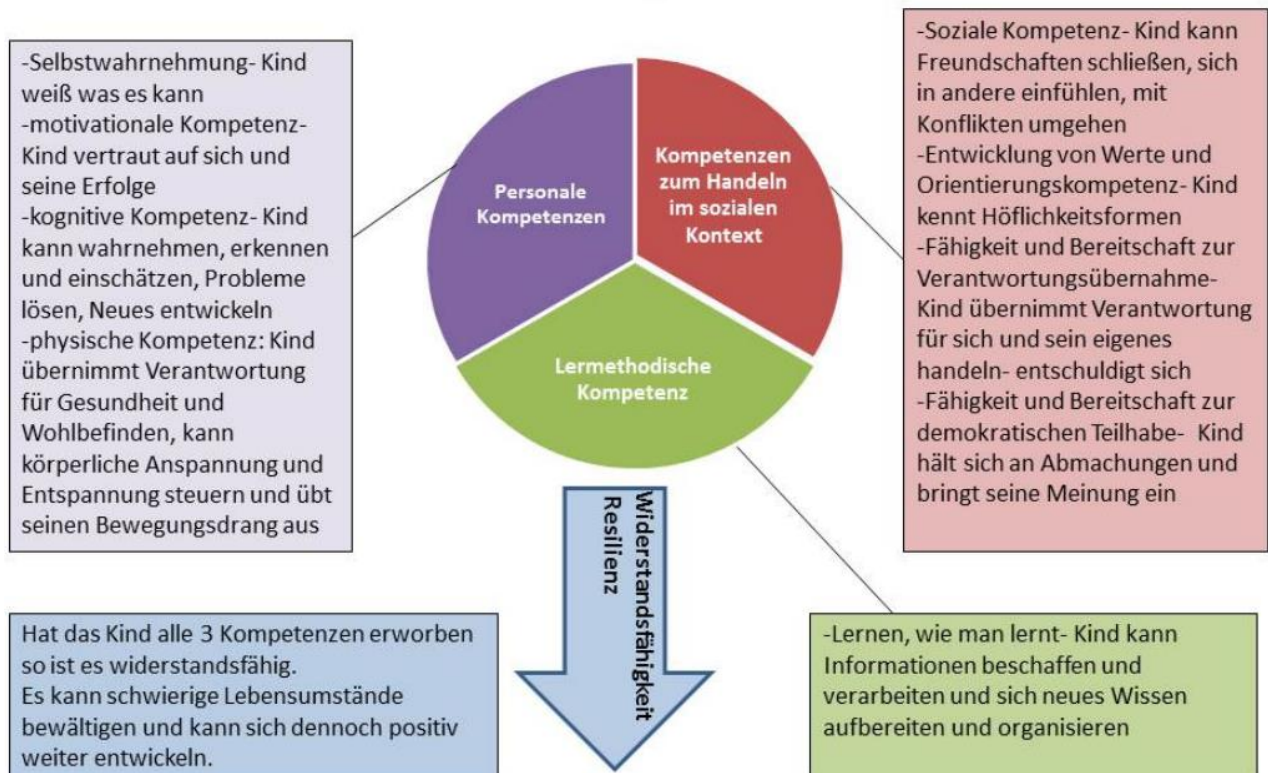 -Selbstwahrnehmung- Kind
weiß was es kann
-motivationale Kompetenz-
Kind vertraut auf sich und
seine Erfolge
-kognitive Kompetenz- Kind
kann wahrnehmen, erkennen
und einschätzen, Probleme
lösen, Neues entwickeln
-physische Kompetenz: Kind
übernimmt Verantwortung
für Gesundheit und
Wohlbefinden, kann
körperliche Anspannung und
Entspannung steuern und übt
seinen Bewegungsdrang aus
Personale
Kompetenzen
Kompetenzen
zum Handeln
im sozialen
Kontext
Lermethodische
Kompetenz
-Soziale Kompetenz- Kind kann
Freundschaften schließen, sich
in andere einfühlen, mit
Konflikten umgehen
-Entwicklung von Werte und
Orientierungskompetenz- Kind
kennt Höflichkeitsformen
-Fähigkeit und Bereitschaft zur
Verantwortungsübernahme-
Kind übernimmt Verantwortung
für sich und sein eigenes
handeln- entschuldigt sich
-Fähigkeit und Bereitschaft zur
demokratischen Teilhabe- Kind
hält sich an Abmachungen und
bringt seine Meinung ein
Widerstandsfähigkeit
Resilienz
Hat das Kind alle 3 Kompetenzen erworben
so ist es widerstandsfähig.
Es kann schwierige Lebensumstände
bewältigen und kann sich dennoch positiv
weiter entwickeln.
-Lernen, wie man lernt- Kind kann
Informationen beschaffen und
verarbeiten und sich neues Wissen
aufbereiten und organisieren